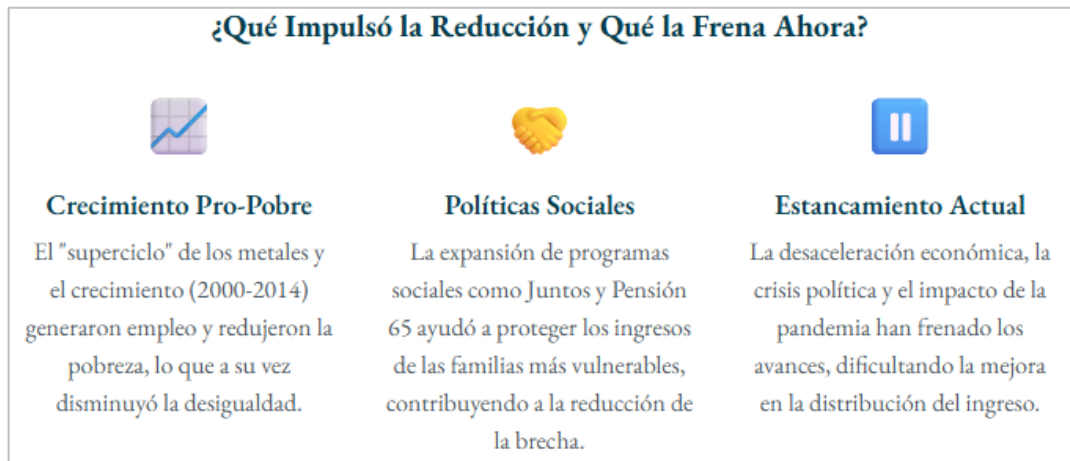 ¿Qué Impulsó la Reducción y Qué la Frena Ahora?
Crecimiento Pro-Pobre
El "superciclo" de los metales y
el crecimiento (2000-2014)
generaron empleo y redujeron la
pobreza, lo que a su vez
disminuyó la desigualdad.
Políticas Sociales
La expansión de programas
sociales como Juntos y Pensión
65 ayudó a proteger los ingresos
de las familias más vulnerables,
contribuyendo a la reducción de
la brecha.
Estancamiento Actual
La desaceleración económica, la
crisis política y el impacto de la
pandemia han frenado los
avances, dificultando la mejora
en la distribución del ingreso.